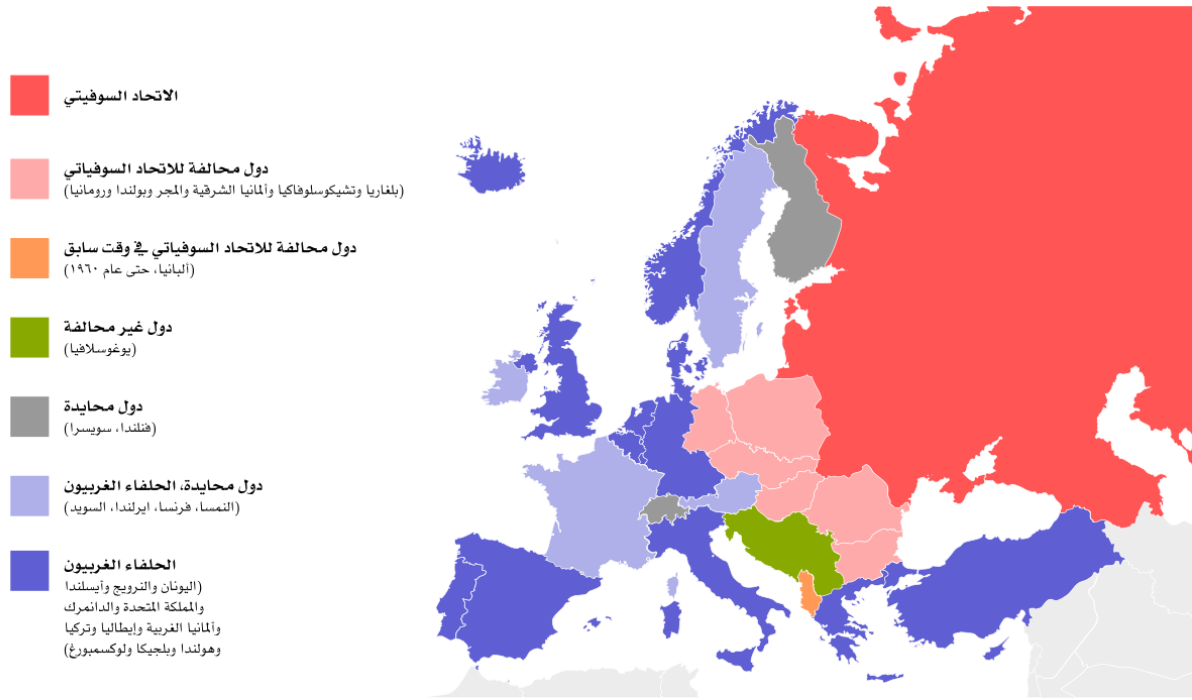 الاتحاد السوفيتي
دول محالفة للاتحاد السوفياتي
(بلغاريا وتشيكوسلوفاكيا وألمانيا الشرقية والمجر وبولندا ورومانيا)
دول محالفة للاتحاد السوفياتي في وقت سابق
(ألبانيا، حتى عام ١٩٦٠)
دول غير محالفة
(يوغوسلافيا)
دول محايدة
(فنلندا، سويسرا)
دول محايدة، الحلفاء الغربيون
(النمسا، فرنسا، ايرلندا، السويد)
الحلفاء الغربيون
(اليونان والنرويج وآيسلندا
والمملكة المتحدة والدانمرك
وألمانيا الغربية وإيطاليا وتركيا
وهولندا وبلجيكا ولوكسمبورغ)